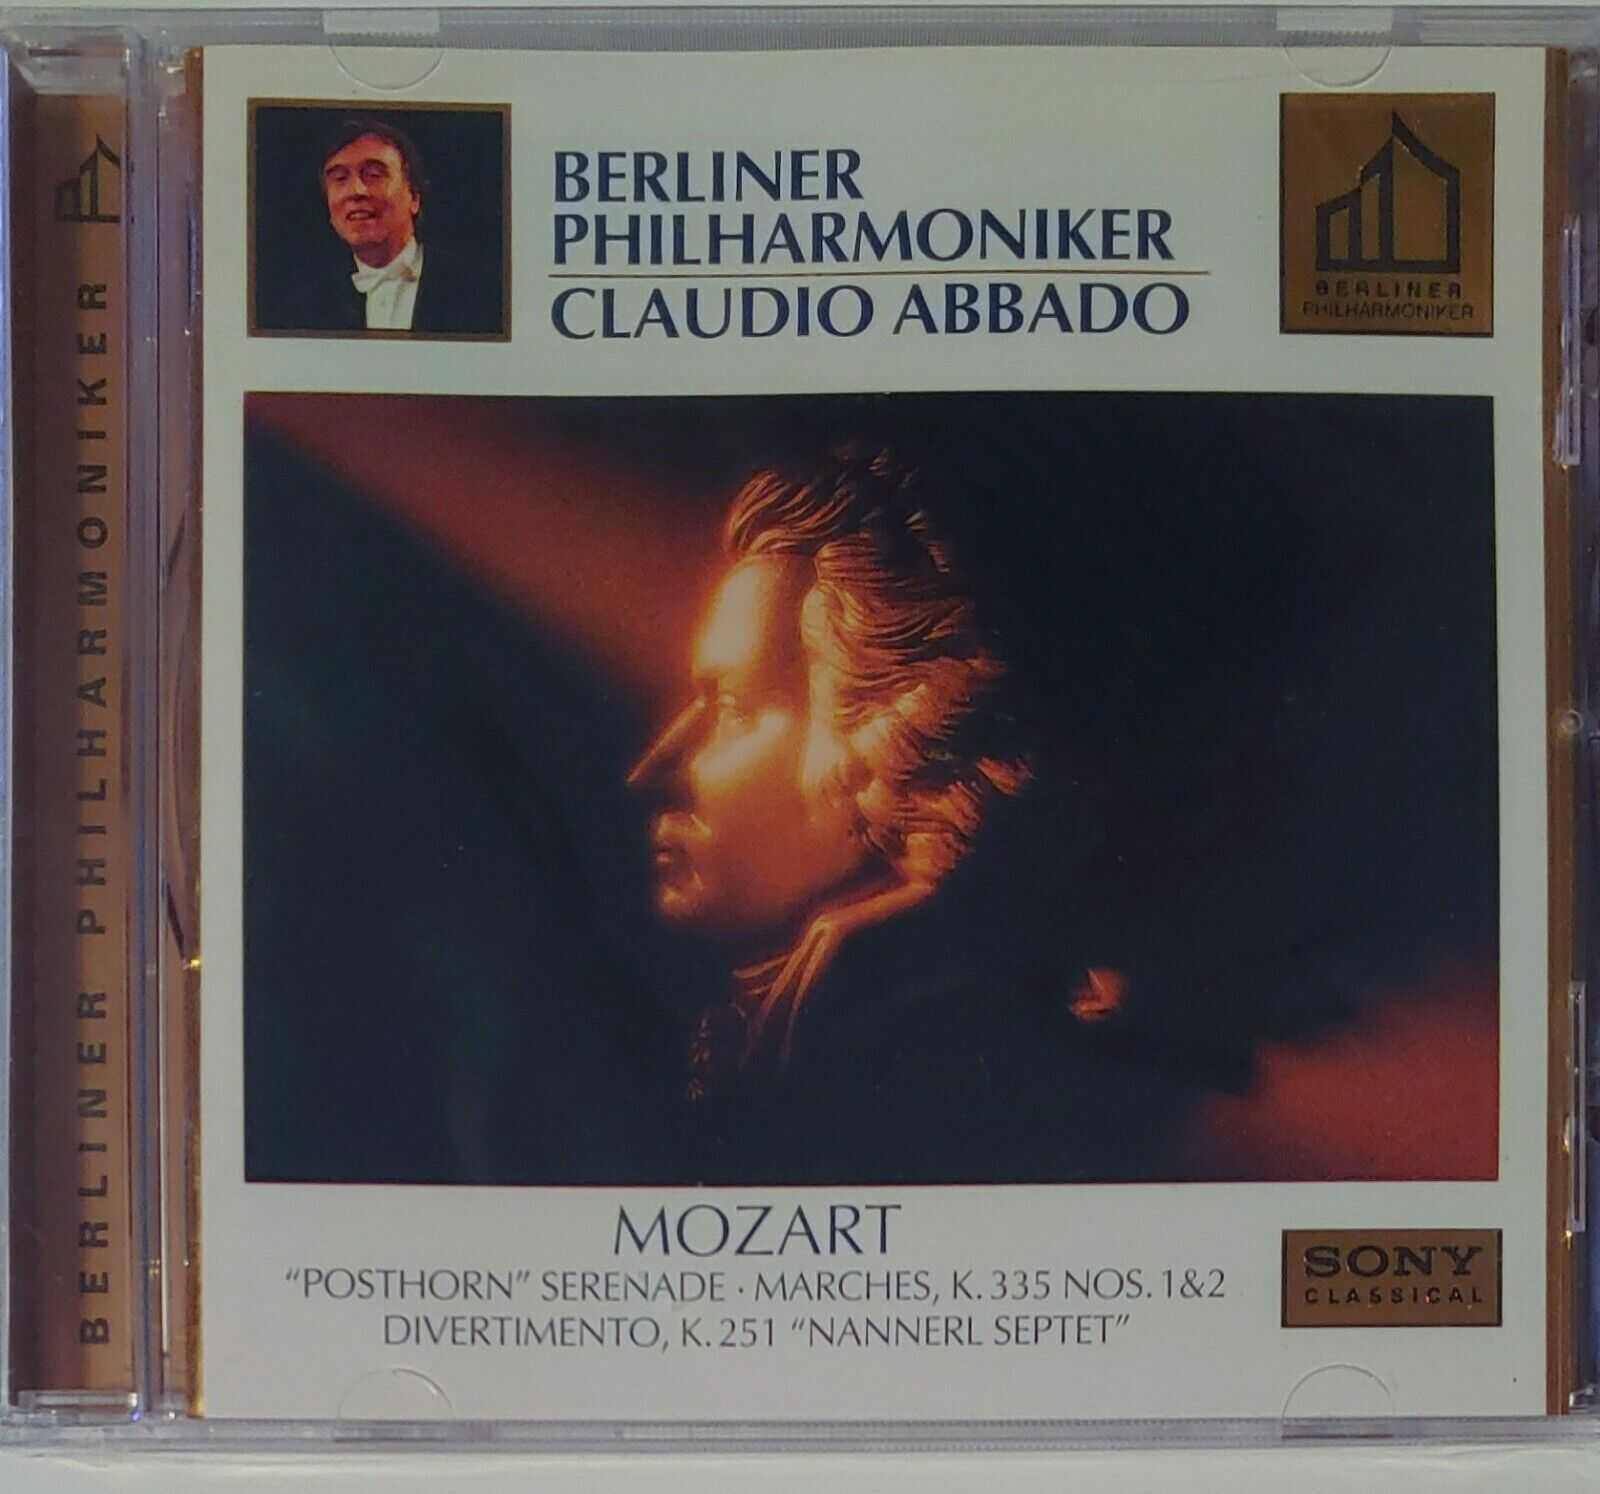 BERLINER PHILHARMONIKER
BERLINER
PHILHARMONIKER
CLAUDIO ABBADO
BERLINER
PHILHARMONIKER
MOZART
“POSTHORN” SERENADE · MARCHES, K. 335 NOS. 1&2
DIVERTIMENTO, K. 251 “NANNERL SEPTET”
SONY
CLASSICAL